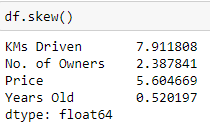 df.skew()
KMs Driven 7.911808
No. of Owners 2.387841
Price 5.604669
Years Old 0.520197
dtype: float64